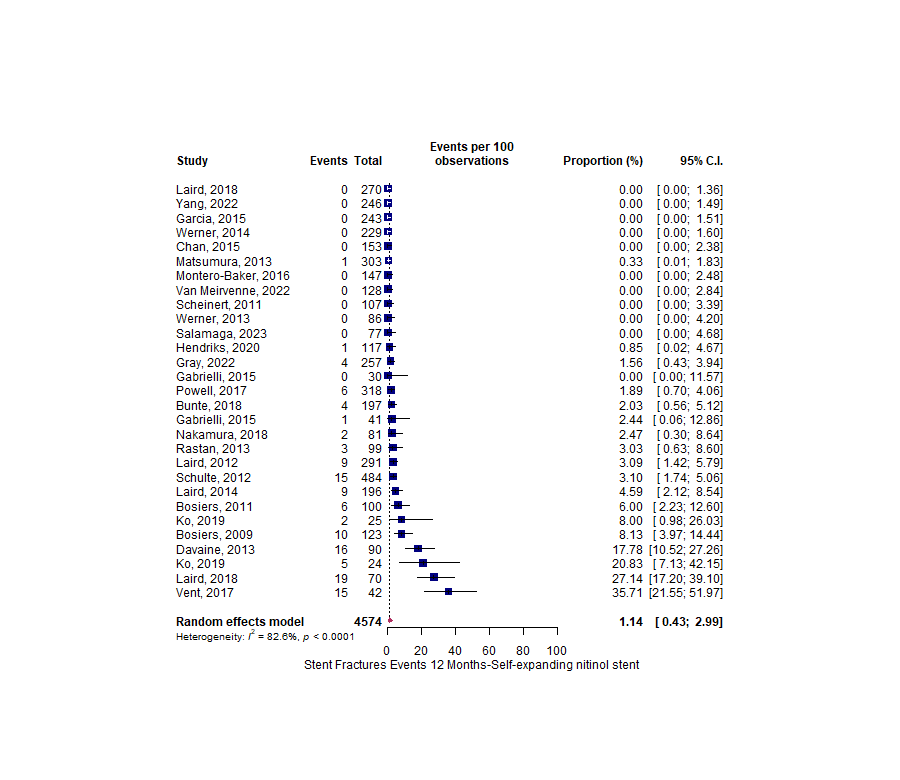 Events per 100
Study Events Total observations Proportion (%) 95% C.I.
Laird, 2018 0 270 0.00 [ 0.00; 1.36]
Yang, 2022 0 246 0.00 [ 0.00; 1.49]
Garcia, 2015 0 243 0.00 [ 0.00; 1.51]
Werner, 2014 0 229 0.00 [ 0.00; 1.60]
Chan, 2015 0 153 0.00 [ 0.00; 2.38]
Matsumura, 2013 1 303 0.33 [ 0.01; 1.83]
Montero-Baker, 2016 0 147 0.00 [ 0.00; 2.48]
Van Meirvenne, 2022 0 128 0.00 [ 0.00; 2.84]
Scheinert, 2011 0 107 0.00 [ 0.00; 3.39]
Werner, 2013 0 86 0.00 [ 0.00; 4.20]
Salamaga, 2023 0 77 0.00 [ 0.00; 4.68]
Hendriks, 2020 1 117 0.85 [ 0.02; 4.67]
Gray, 2022 4 257 1.56 [ 0.43; 3.94]
Gabrielli, 2015 0 30 0.00 [ 0.00; 11.57]
Powell, 2017 6 318 1.89 [ 0.70; 4.06]
Bunte, 2018 4 197 2.03 [ 0.56; 5.12]
Gabrielli, 2015 1 41 2.44 [ 0.06; 12.86]
Nakamura, 2018 2 81 2.47 [ 0.30; 8.64]
Rastan, 2013 3 99 3.03 [ 0.63; 8.60]
Laird, 2012 9 291 3.09 [ 1.42; 5.79]
Schulte, 2012 15 484 3.10 [ 1.74; 5.06]
Laird, 2014 9 196 4.59 [ 2.12; 8.54]
Bosiers, 2011 6 100 6.00 [ 2.23; 12.60]
Ko, 2019 2 25 8.00 [ 0.98; 26.03]
Bosiers, 2009 10 123 8.13 [ 3.97; 14.44]
Davaine, 2013 16 90 17.78 [10.52; 27.26]
Ko, 2019 5 24 20.83 [ 7.13; 42.15]
Laird, 2018 19 70 27.14 [17.20; 39.10]
Vent, 2017 15 42 35.71 [21.55; 51.97]
Random effects model 4574 1.14 [ 0.43; 2.99]
Heterogeneity: I² = 82.6%, p < 0.0001
0 20 40 60 80 100
Stent Fractures Events 12 Months-Self-expanding nitinol stent